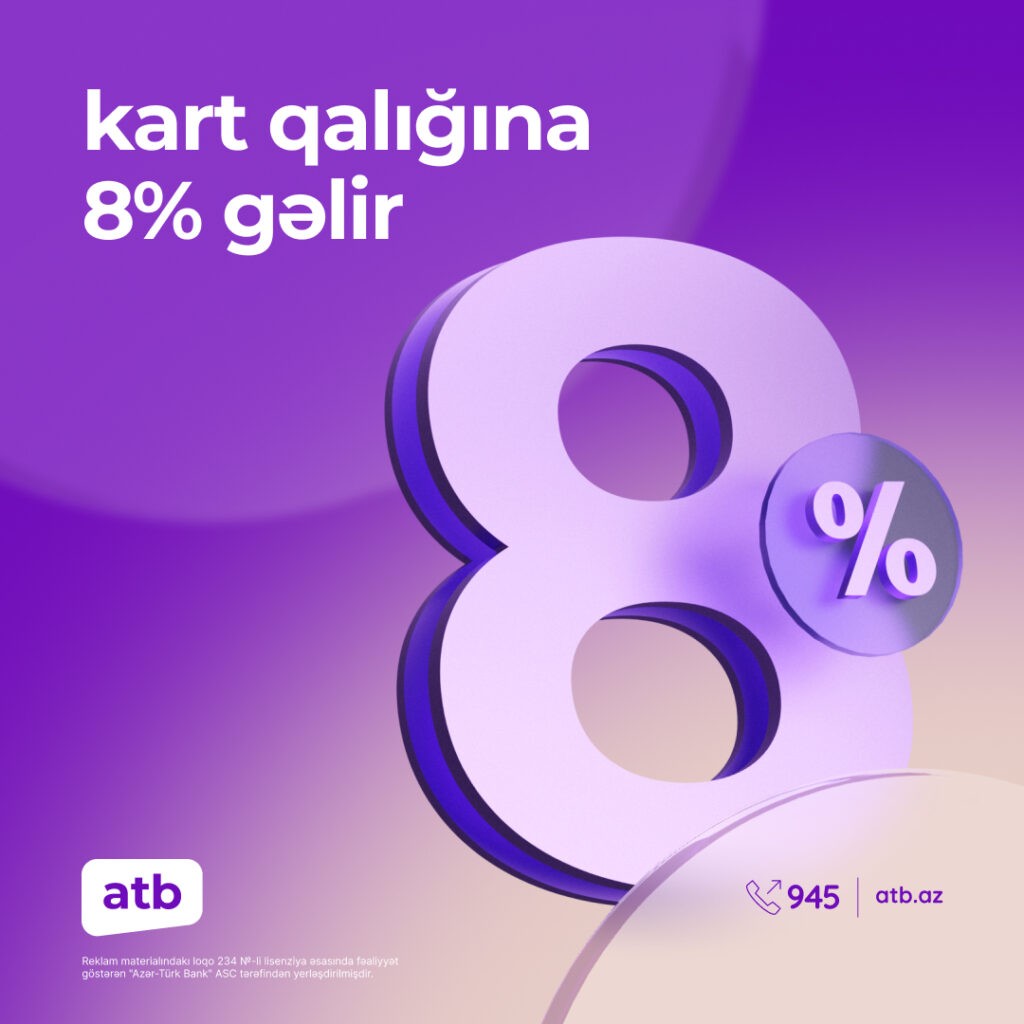 kart qalığına
8% gəlir
8
%
atb
945
atb.az
Reklam materialındakı loqo 234 №-li lisenziya əsasında fəaliyyət
göstərən "Azər-Türk Bank" ASC tərəfindən yerləşdirilmişdir.